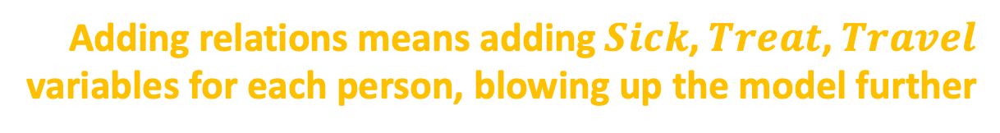 Adding relations means adding Sick, Treat, Travel
variables for each person, blowing up the model further